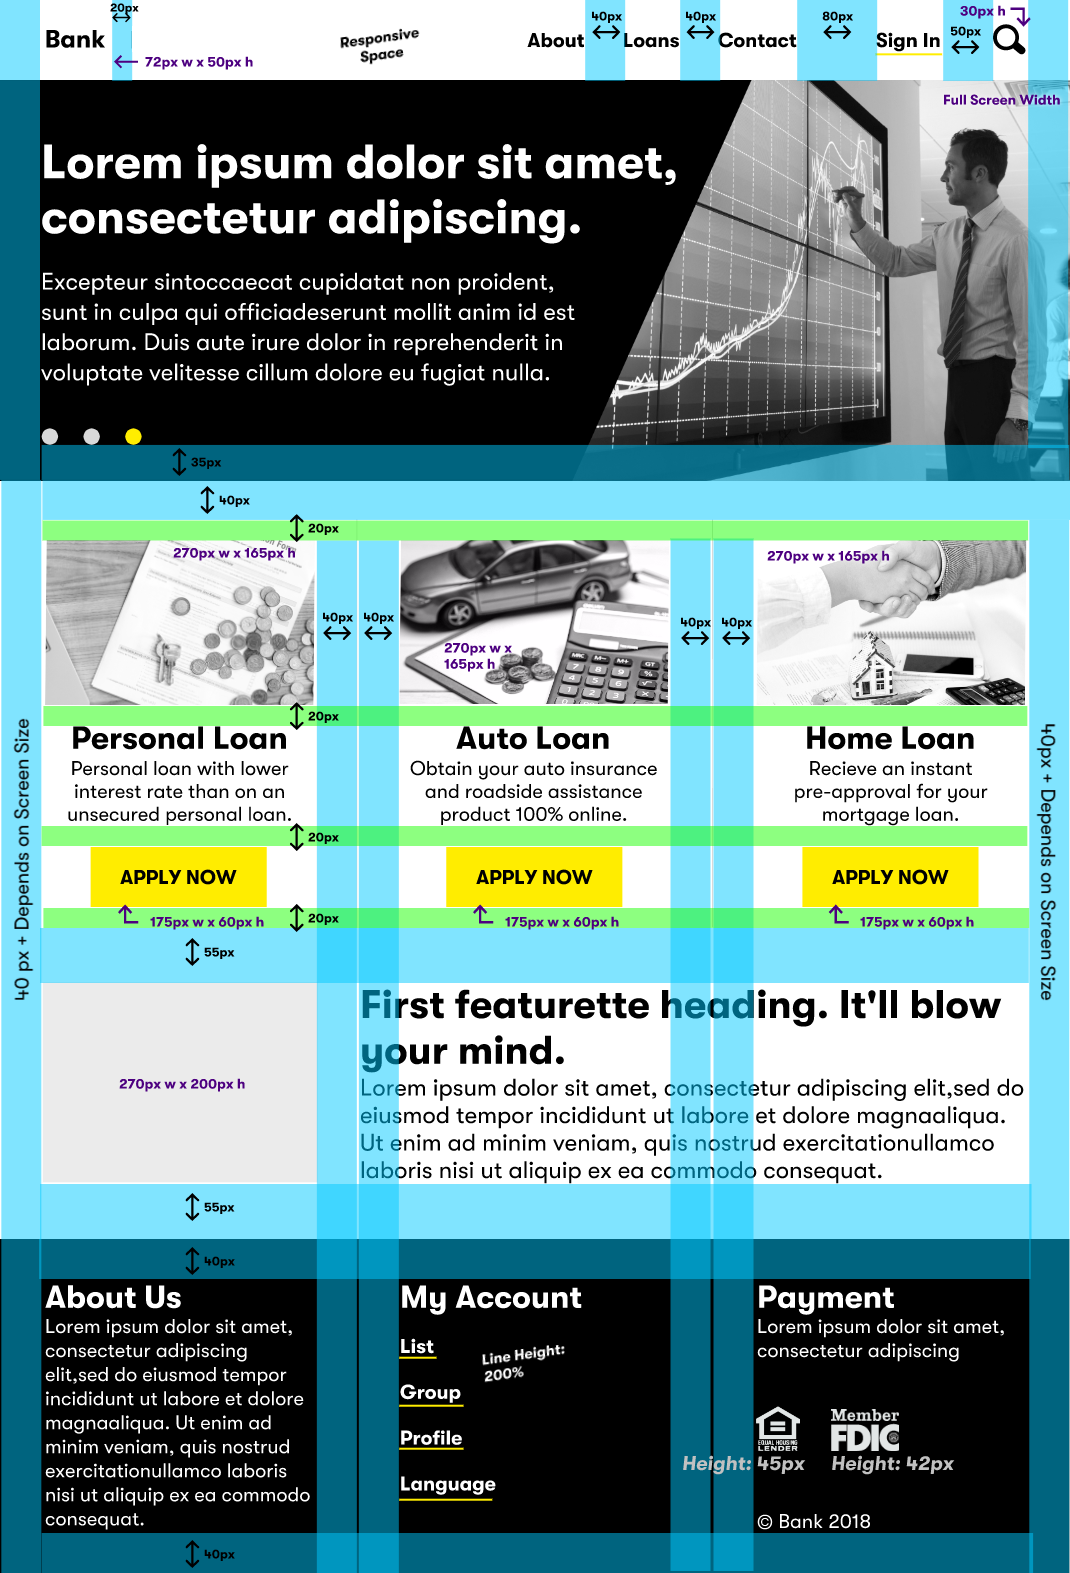 20px
Bank
72px w x 50px h
Responsive
Space
About
40px
Loans
40px
Contact
80px
Sign In
50px
30px h
Full Screen Width
Lorem ipsum dolor sit amet,
consectetur adipiscing.
Excepteur sintoccaecat cupidatat non proident,
sunt in culpa qui officiadeserunt mollit anim id est
laborum. Duis aute irure dolor in reprehenderit in
voluptate velitesse cillum dolore eu fugiat nulla.
35px
40px
20px
270px w x 165px h
40px
40px
270px w x
165px h
40px
40px
270px w x 165px h
20px
40 px + Depends on Screen Size
40px + Depends on Screen Size
Personal Loan
Personal loan with lower
interest rate than on an
unsecured personal loan.
Auto Loan
Obtain your auto insurance
and roadside assistance
product 100% online.
Home Loan
Recieve an instant
pre-approval for your
mortgage loan.
20px
APPLY NOW
APPLY NOW
APPLY NOW
175px w x 60px h
20px
175px w x 60px h
175px w x 60px h
55px
270px w x 200px h
First featurette heading. It'll blow
your mind.
Lorem ipsum dolor sit amet, consectetur adipiscing elit,sed do
eiusmod tempor incididunt ut labore et dolore magnaaliqua.
Ut enim ad minim veniam, quis nostrud exercitationullamco
laboris nisi ut aliquip ex ea commodo consequat.
55px
40px
About Us
Lorem ipsum dolor sit amet,
consectetur adipiscing
elit,sed do eiusmod tempor
incididunt ut labore et dolore
magnaaliqua. Ut enim ad
minim veniam, quis nostrud
exercitationullamco laboris
nisi ut aliquip ex ea commodo
consequat.
My Account
List
Group
Profile
Language
Line Height:
200%
Payment
Lorem ipsum dolor sit amet,
consectetur adipiscing
EQUAL HOUSING
LENDER
Member
FDIC
Height: 45px
Height: 42px
© Bank 2018
40px